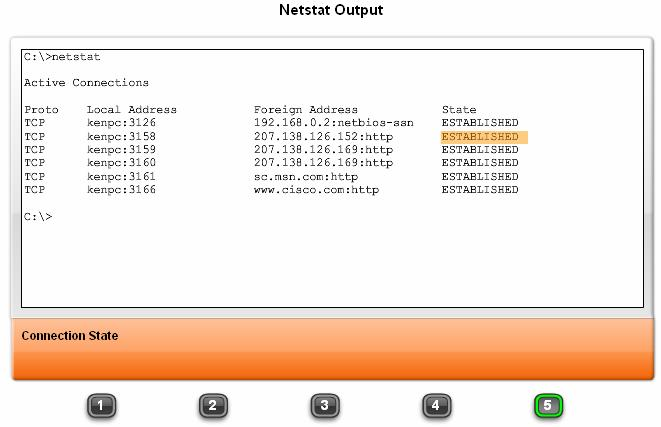 Netstat Output
C:\>netstat
Active Connections
Proto Local Address Foreign Address State
TCP kenpc:3126 192.168.0.2:netbios-ssn ESTABLISHED
TCP kenpc:3158 207.138.126.152:http ESTABLISHED
TCP kenpc:3159 207.138.126.169:http ESTABLISHED
TCP kenpc:3160 207.138.126.169:http ESTABLISHED
TCP kenpc:3161 sc.msn.com:http ESTABLISHED
TCP kenpc:3166 www.cisco.com:http ESTABLISHED
C:\>
Connection State
1 2 3 4 5